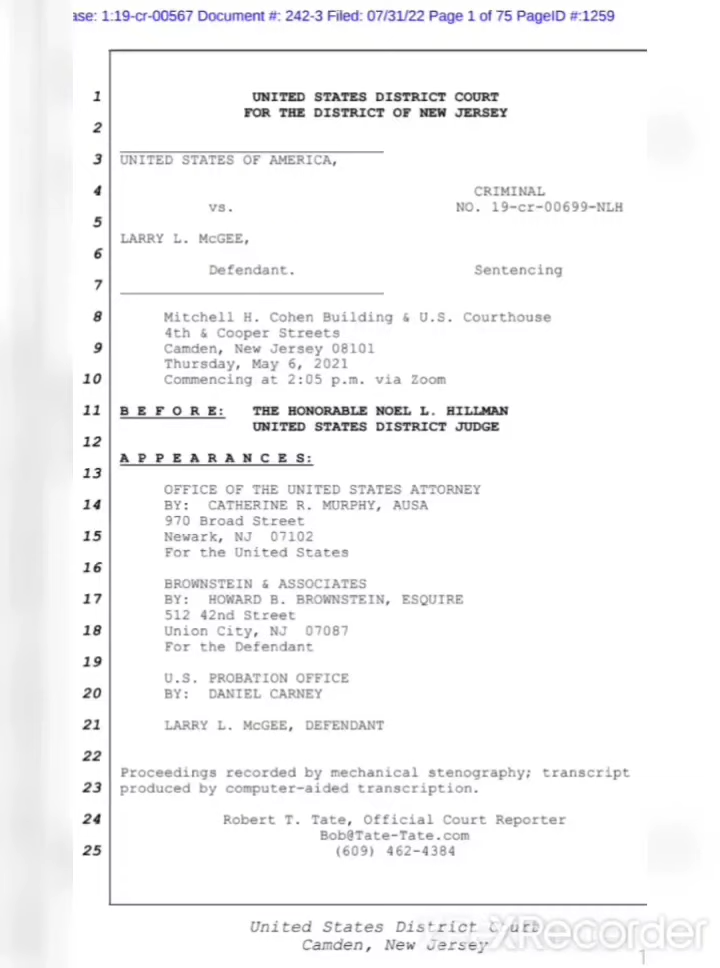 ase: 1:19-cr-00567 Document #: 242-3 Filed: 07/31/22 Page 1 of 75 PageID #:1259
1 UNITED STATES DISTRICT COURT
FOR THE DISTRICT OF NEW JERSEY
2
3 UNITED STATES OF AMERICA,
4 CRIMINAL
vs. NO. 19-cr-00699-NLH
5
LARRY L. McGEE,
6
Defendant. Sentencing
7
8 Mitchell H. Cohen Building & U.S. Courthouse
4th & Cooper Streets
9 Camden, New Jersey 08101
Thursday, May 6, 2021
10 Commencing at 2:05 p.m. via Zoom
11 B E F O R E: THE HONORABLE NOEL L. HILLMAN
UNITED STATES DISTRICT JUDGE
12
A P P E A R A N C E S:
13
OFFICE OF THE UNITED STATES ATTORNEY
14 BY: CATHERINE R. MURPHY, AUSA
970 Broad Street
15 Newark, NJ 07102
For the United States
16
BROWNSTEIN & ASSOCIATES
17 BY: HOWARD B. BROWNSTEIN, ESQUIRE
512 42nd Street
18 Union City, NJ 07087
For the Defendant
19
U.S. PROBATION OFFICE
20 BY: DANIEL CARNEY
21 LARRY L. McGEE, DEFENDANT
22
Proceedings recorded by mechanical stenography; transcript
23 produced by computer-aided transcription.
24 Robert T. Tate, Official Court Reporter
Bob@Tate-Tate.com
25 (609) 462-4384
United States District Court
Camden, New Jersey
XRecorder
1